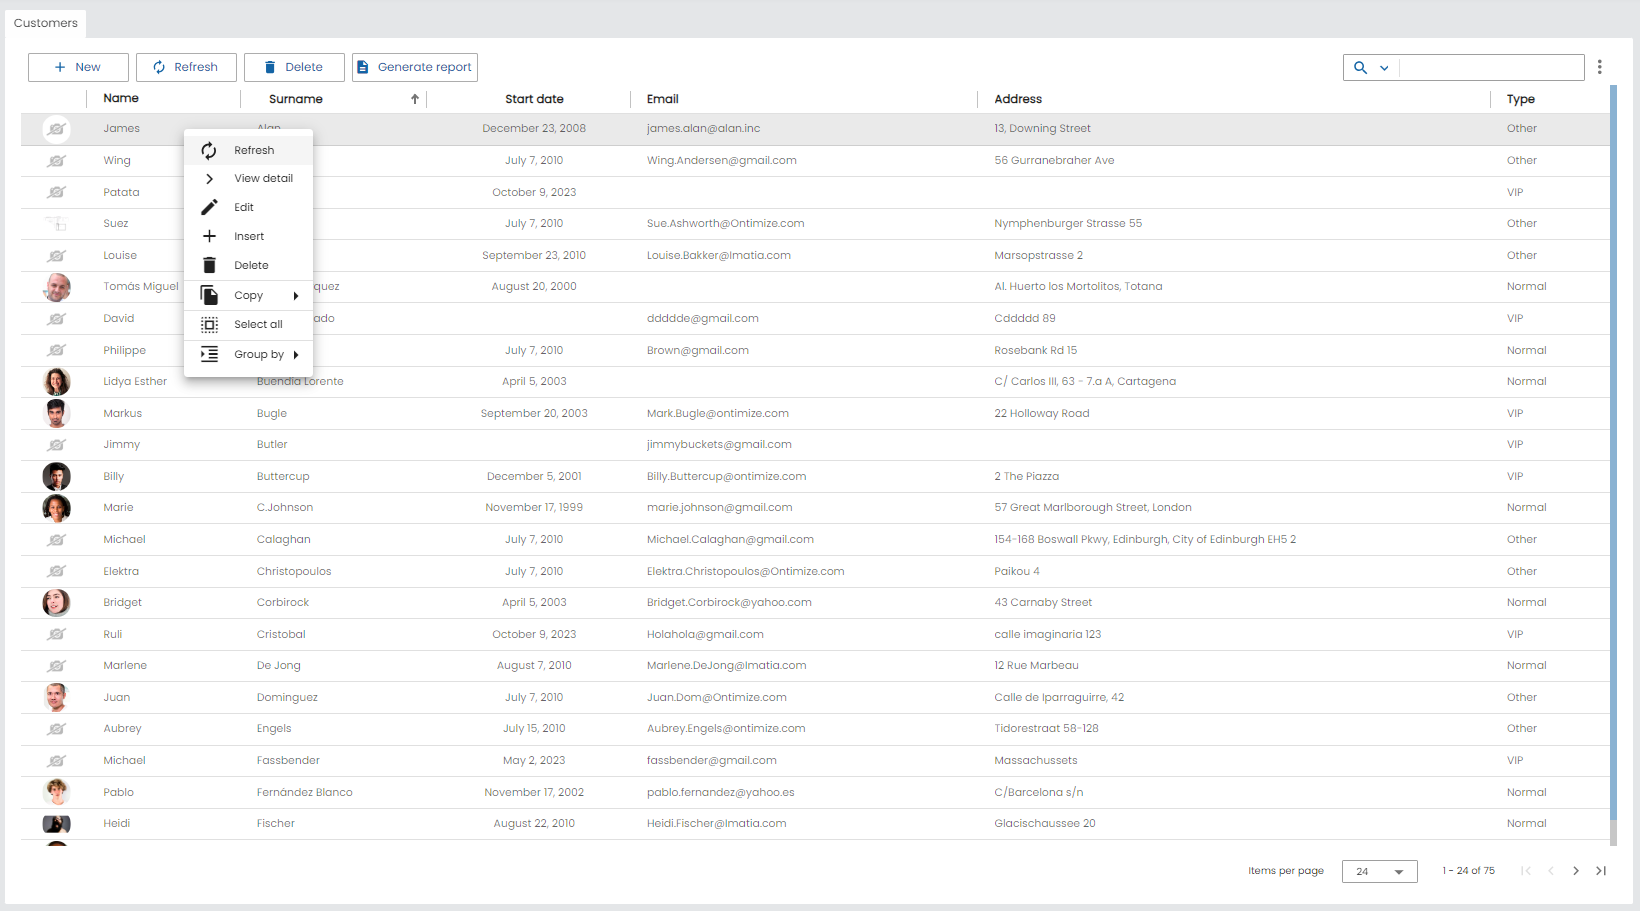 Customers
New Refresh Delete Generate report
Name Surname Start date Email Address Type
James Alan December 23, 2008 james.alan@alan.inc 13, Downing Street Other
Refresh
Wing July 7, 2010 Wing.Andersen@gmail.com 56 Gurranebraher Ave Other
View detail
Patata October 9, 2023 VIP
Edit
Suez July 7, 2010 Sue.Ashworth@Ontimize.com Nymphenburger Strasse 55 Other
Insert
Louise September 23, 2010 Louise.Bakker@Imatia.com Marsopstrasse 2 Other
Delete
Tomás Miguel quez August 20, 2000 Al. Huerto los Mortolitos, Totana Normal
Copy
David ado ddddde@gmail.com Cddddd 89 VIP
Select all
Philippe July 7, 2010 Brown@gmail.com Rosebank Rd 15 Normal
Group by
Lidya Esther Buendía Lorente April 5, 2003 C/ Carlos III, 63 - 7.a A, Cartagena Normal
Markus Bugle September 20, 2003 Mark.Bugle@ontimize.com 22 Holloway Road VIP
Jimmy Butler jimmybuckets@gmail.com VIP
Billy Buttercup December 5, 2001 Billy.Buttercup@ontimize.com 2 The Piazza VIP
Marie C.Johnson November 17, 1999 marie.johnson@gmail.com 57 Great Marlborough Street, London Normal
Michael Calaghan July 7, 2010 Michael.Calaghan@gmail.com 154-168 Boswall Pkwy, Edinburgh, City of Edinburgh EH5 2 Other
Elektra Christopoulos July 7, 2010 Elektra.Christopoulos@Ontimize.com Paikou 4 Other
Bridget Corbirock April 5, 2003 Bridget.Corbirock@yahoo.com 43 Carnaby Street Normal
Ruli Cristobal October 9, 2023 Holahola@gmail.com calle imaginaria 123 VIP
Marlene De Jong August 7, 2010 Marlene.DeJong@Imatia.com 12 Rue Marbeau Normal
Juan Dominguez July 7, 2010 Juan.Dom@Ontimize.com Calle de Iparraguirre, 42 Other
Aubrey Engels July 15, 2010 Aubrey.Engels@ontimize.com Tidorestraat 58-128 Other
Michael Fassbender May 2, 2023 fassbender@gmail.com Massachussets VIP
Pablo Fernández Blanco November 17, 2002 pablo.fernandez@yahoo.es C/Barcelona s/n Normal
Heidi Fischer August 22, 2010 Heidi.Fischer@Imatia.com Glacischaussee 20 Normal
Items per page 24 1 - 24 of 75